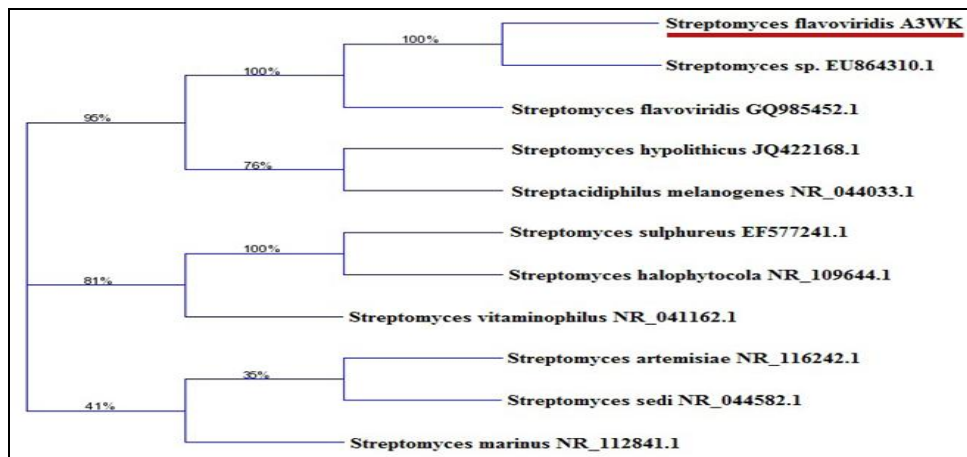 Streptomyces flavoviridis A3WK
100%
Streptomyces sp. EU864310.1
100%
Streptomyces flavoviridis GQ985452.1
95%
Streptomyces hypolithicus JQ422168.1
76%
Streptacidiphilus melanogenes NR_044033.1
Streptomyces sulphureus EF577241.1
100%
Streptomyces halophytocola NR_109644.1
81%
Streptomyces vitaminophilus NR_041162.1
Streptomyces artemisiae NR_116242.1
35%
Streptomyces sedi NR_044582.1
41%
Streptomyces marinus NR_112841.1